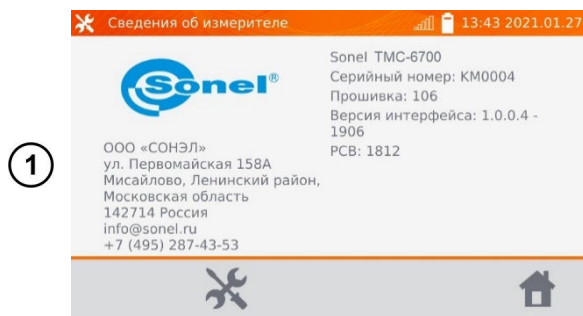 Сведения об измерителе
13:43 2021.01.27
1
Sonel®
ООО «СОНЭЛ»
ул. Первомайская 158А
Мисайлово, Ленинский район,
Московская область
142714 Россия
info@sonel.ru
+7 (495) 287-43-53
Sonel TMC-6700
Серийный номер: KM0004
Прошивка: 106
Версия интерфейса: 1.0.0.4 -
1906
PCB: 1812